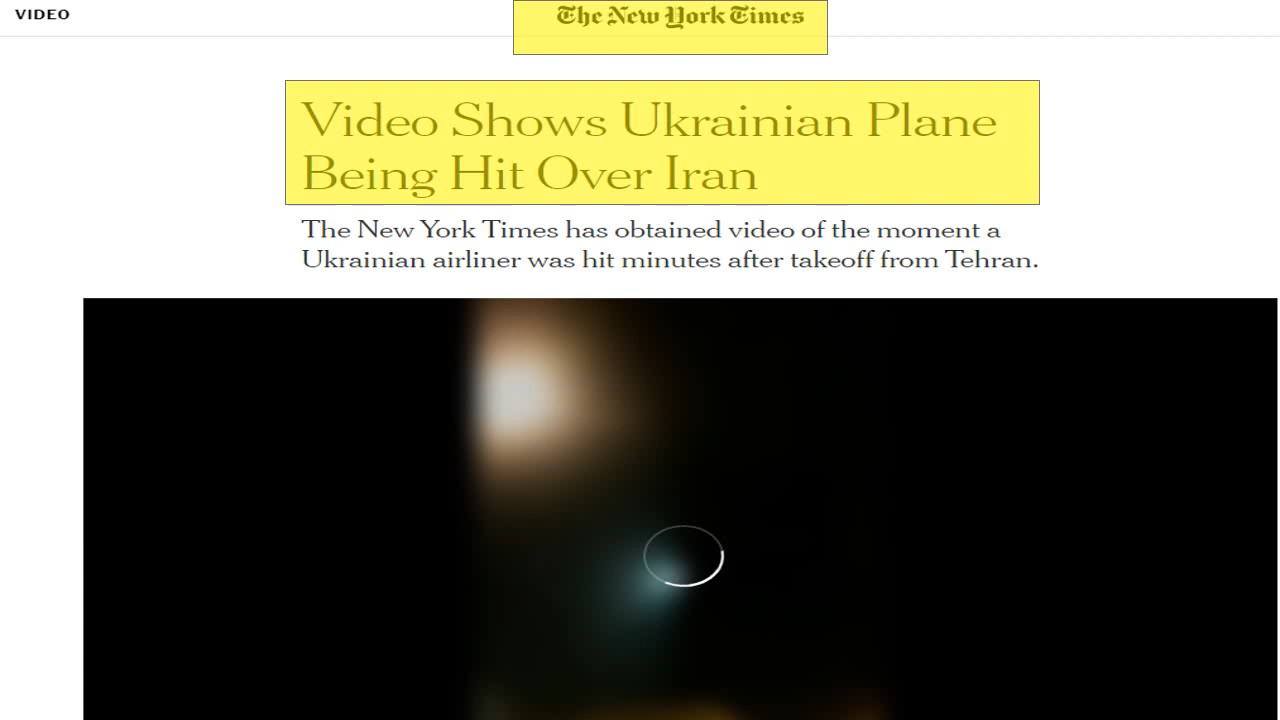 VIDEO
The New York Times
Video Shows Ukrainian Plane
Being Hit Over Iran
The New York Times has obtained video of the moment a
Ukrainian airliner was hit minutes after takeoff from Tehran.